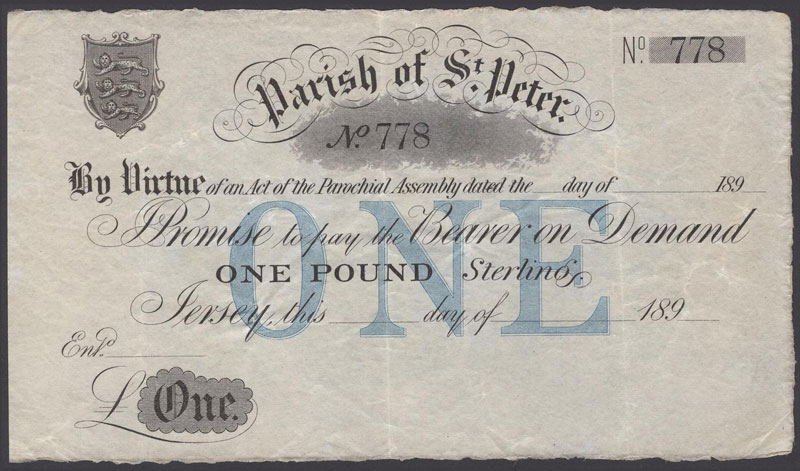 Parish of St. Peter.
No. 778
No. 778
By Virtue of an Act of the Parochial Assembly dated the day of 189
I Promise to pay the Bearer on Demand
ONE
ONE POUND Sterling.
Jersey, this day of 189
Entd.
£ One.